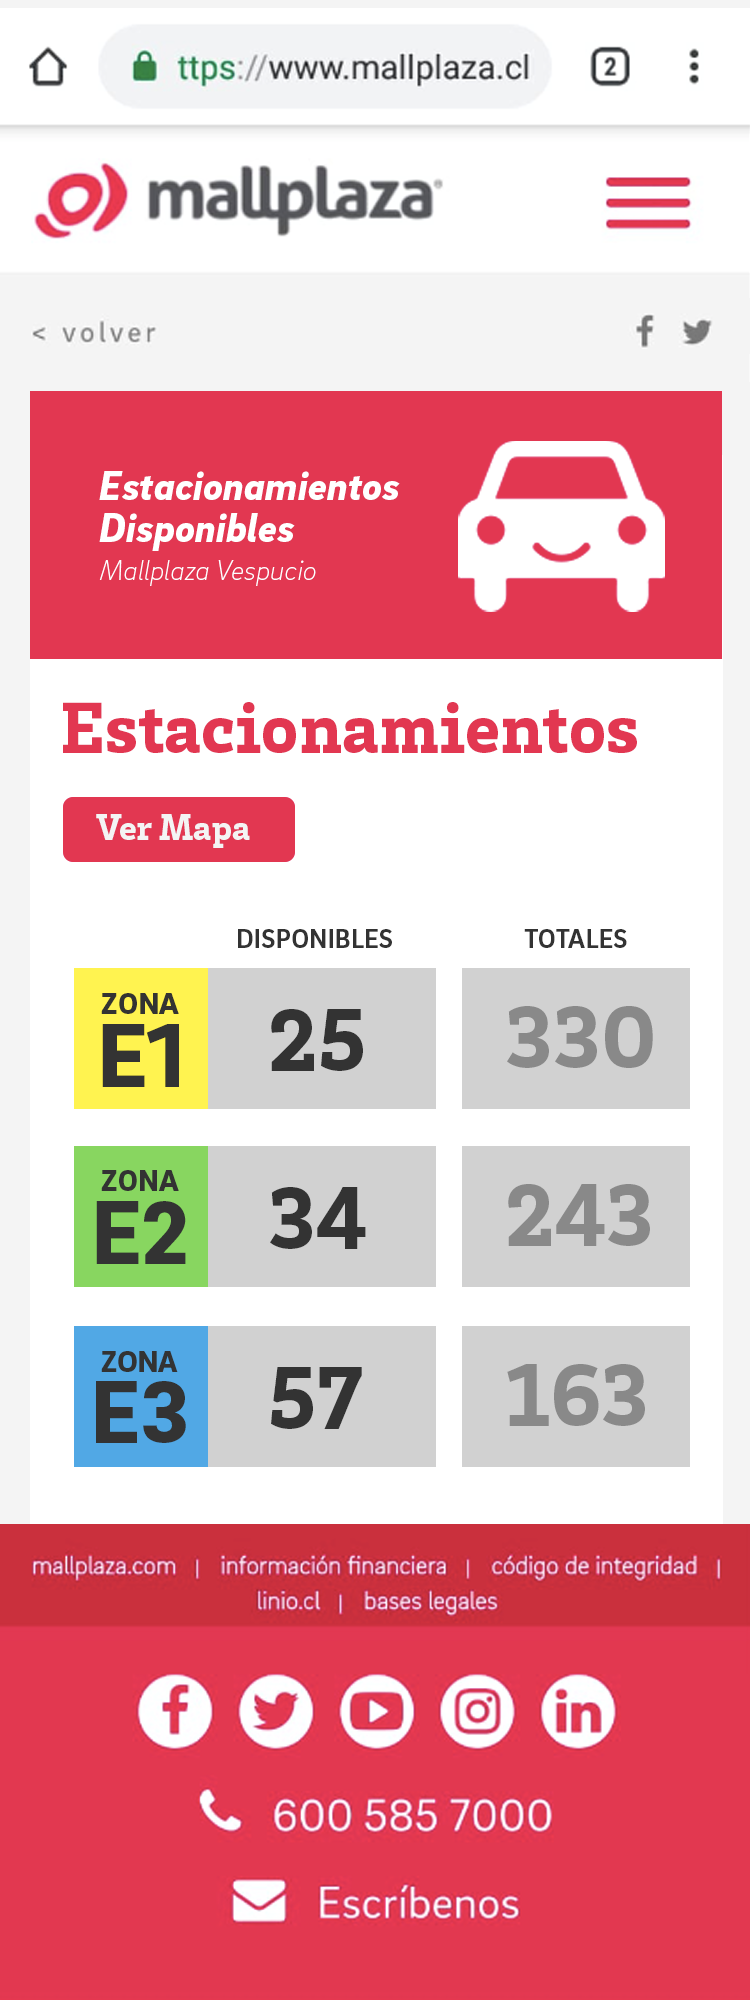 ttps://www.mallplaza.cl
2
mallplaza®
< volver
Estacionamientos
Disponibles
Mallplaza Vespucio
Estacionamientos
Ver Mapa
DISPONIBLES TOTALES
ZONA
E1 25 330
ZONA
E2 34 243
ZONA
E3 57 163
mallplaza.com | información financiera | código de integridad |
linio.cl | bases legales
600 585 7000
Escríbenos